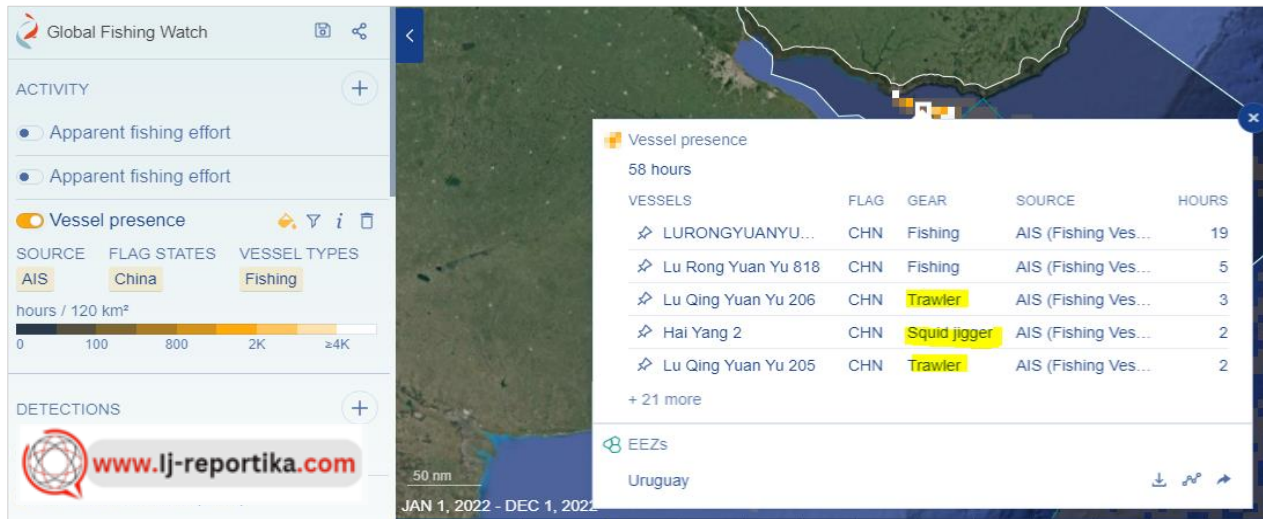 Global Fishing Watch
ACTIVITY
Apparent fishing effort
Apparent fishing effort
Vessel presence
SOURCE FLAG STATES VESSEL TYPES
AIS China Fishing
hours / 120 km²
0 100 800 2K ≥4K
DETECTIONS
www.Ij-reportika.com
50 nm
JAN 1, 2022 - DEC 1, 2022
Vessel presence
58 hours
VESSELS FLAG GEAR SOURCE HOURS
LURONGYUANYU... CHN Fishing AIS (Fishing Ves... 19
Lu Rong Yuan Yu 818 CHN Fishing AIS (Fishing Ves... 5
Lu Qing Yuan Yu 206 CHN Trawler AIS (Fishing Ves... 3
Hai Yang 2 CHN Squid jigger AIS (Fishing Ves... 2
Lu Qing Yuan Yu 205 CHN Trawler AIS (Fishing Ves... 2
+ 21 more
EEZs
Uruguay